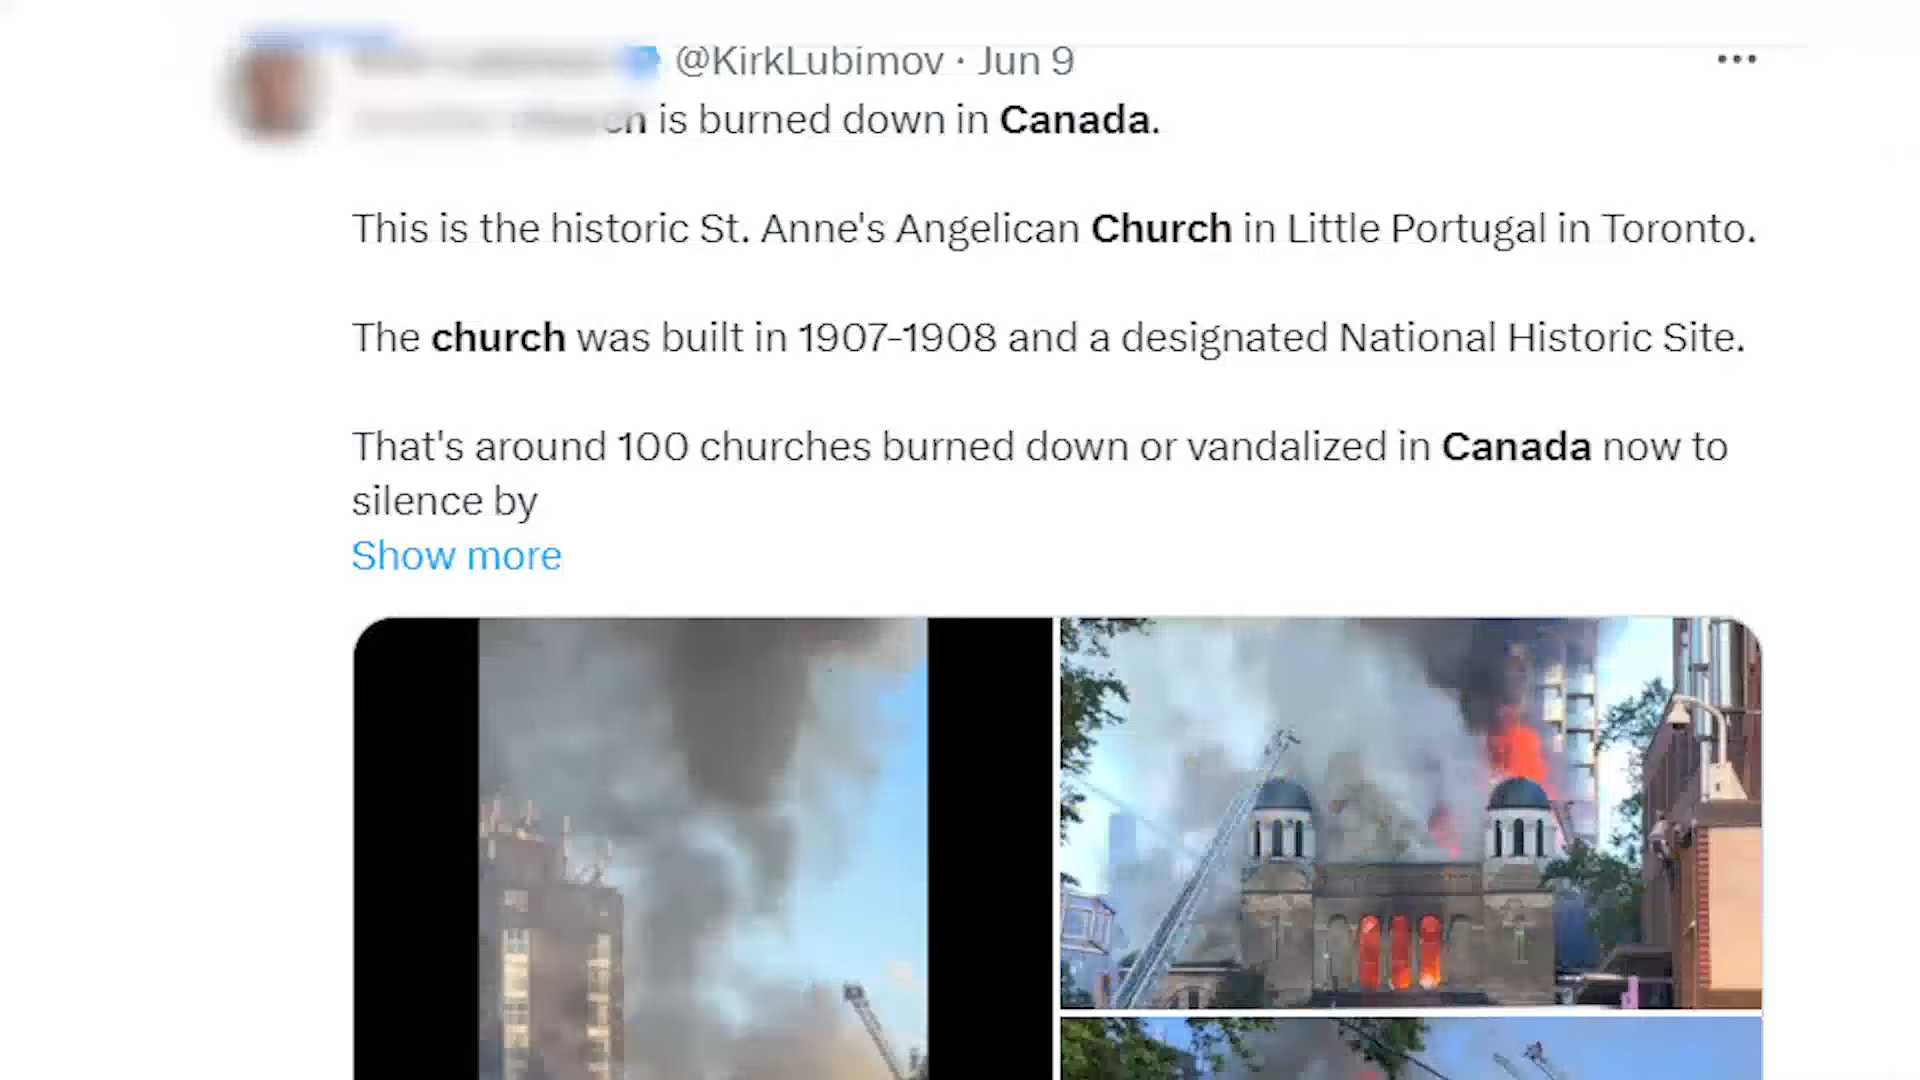 @KirkLubimov · Jun 9
is burned down in Canada.
This is the historic St. Anne's Angelican Church in Little Portugal in Toronto.
The church was built in 1907-1908 and a designated National Historic Site.
That's around 100 churches burned down or vandalized in Canada now to
silence by
Show more